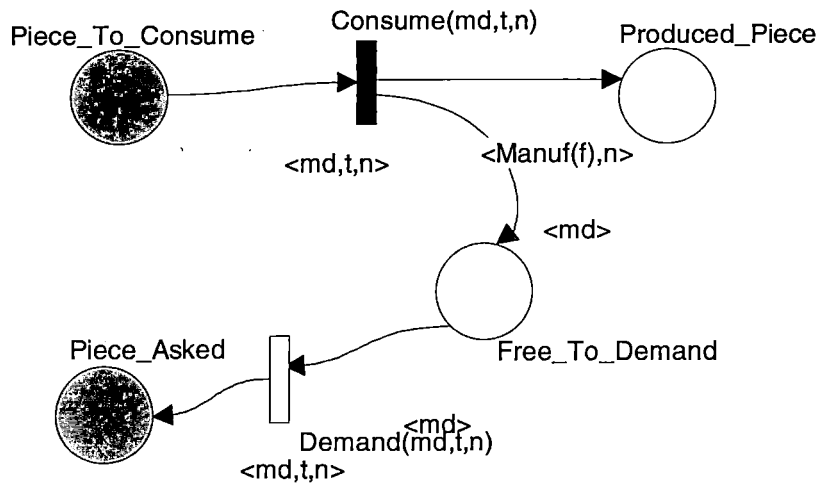 Consume(md,t,n)
Piece_To_Consume
Produced_Piece
<md,t,n>
<Manuf(f),n>
<md>
Piece_Asked
Free_To_Demand
<md>
Demand(md,t,n)
<md,t,n>